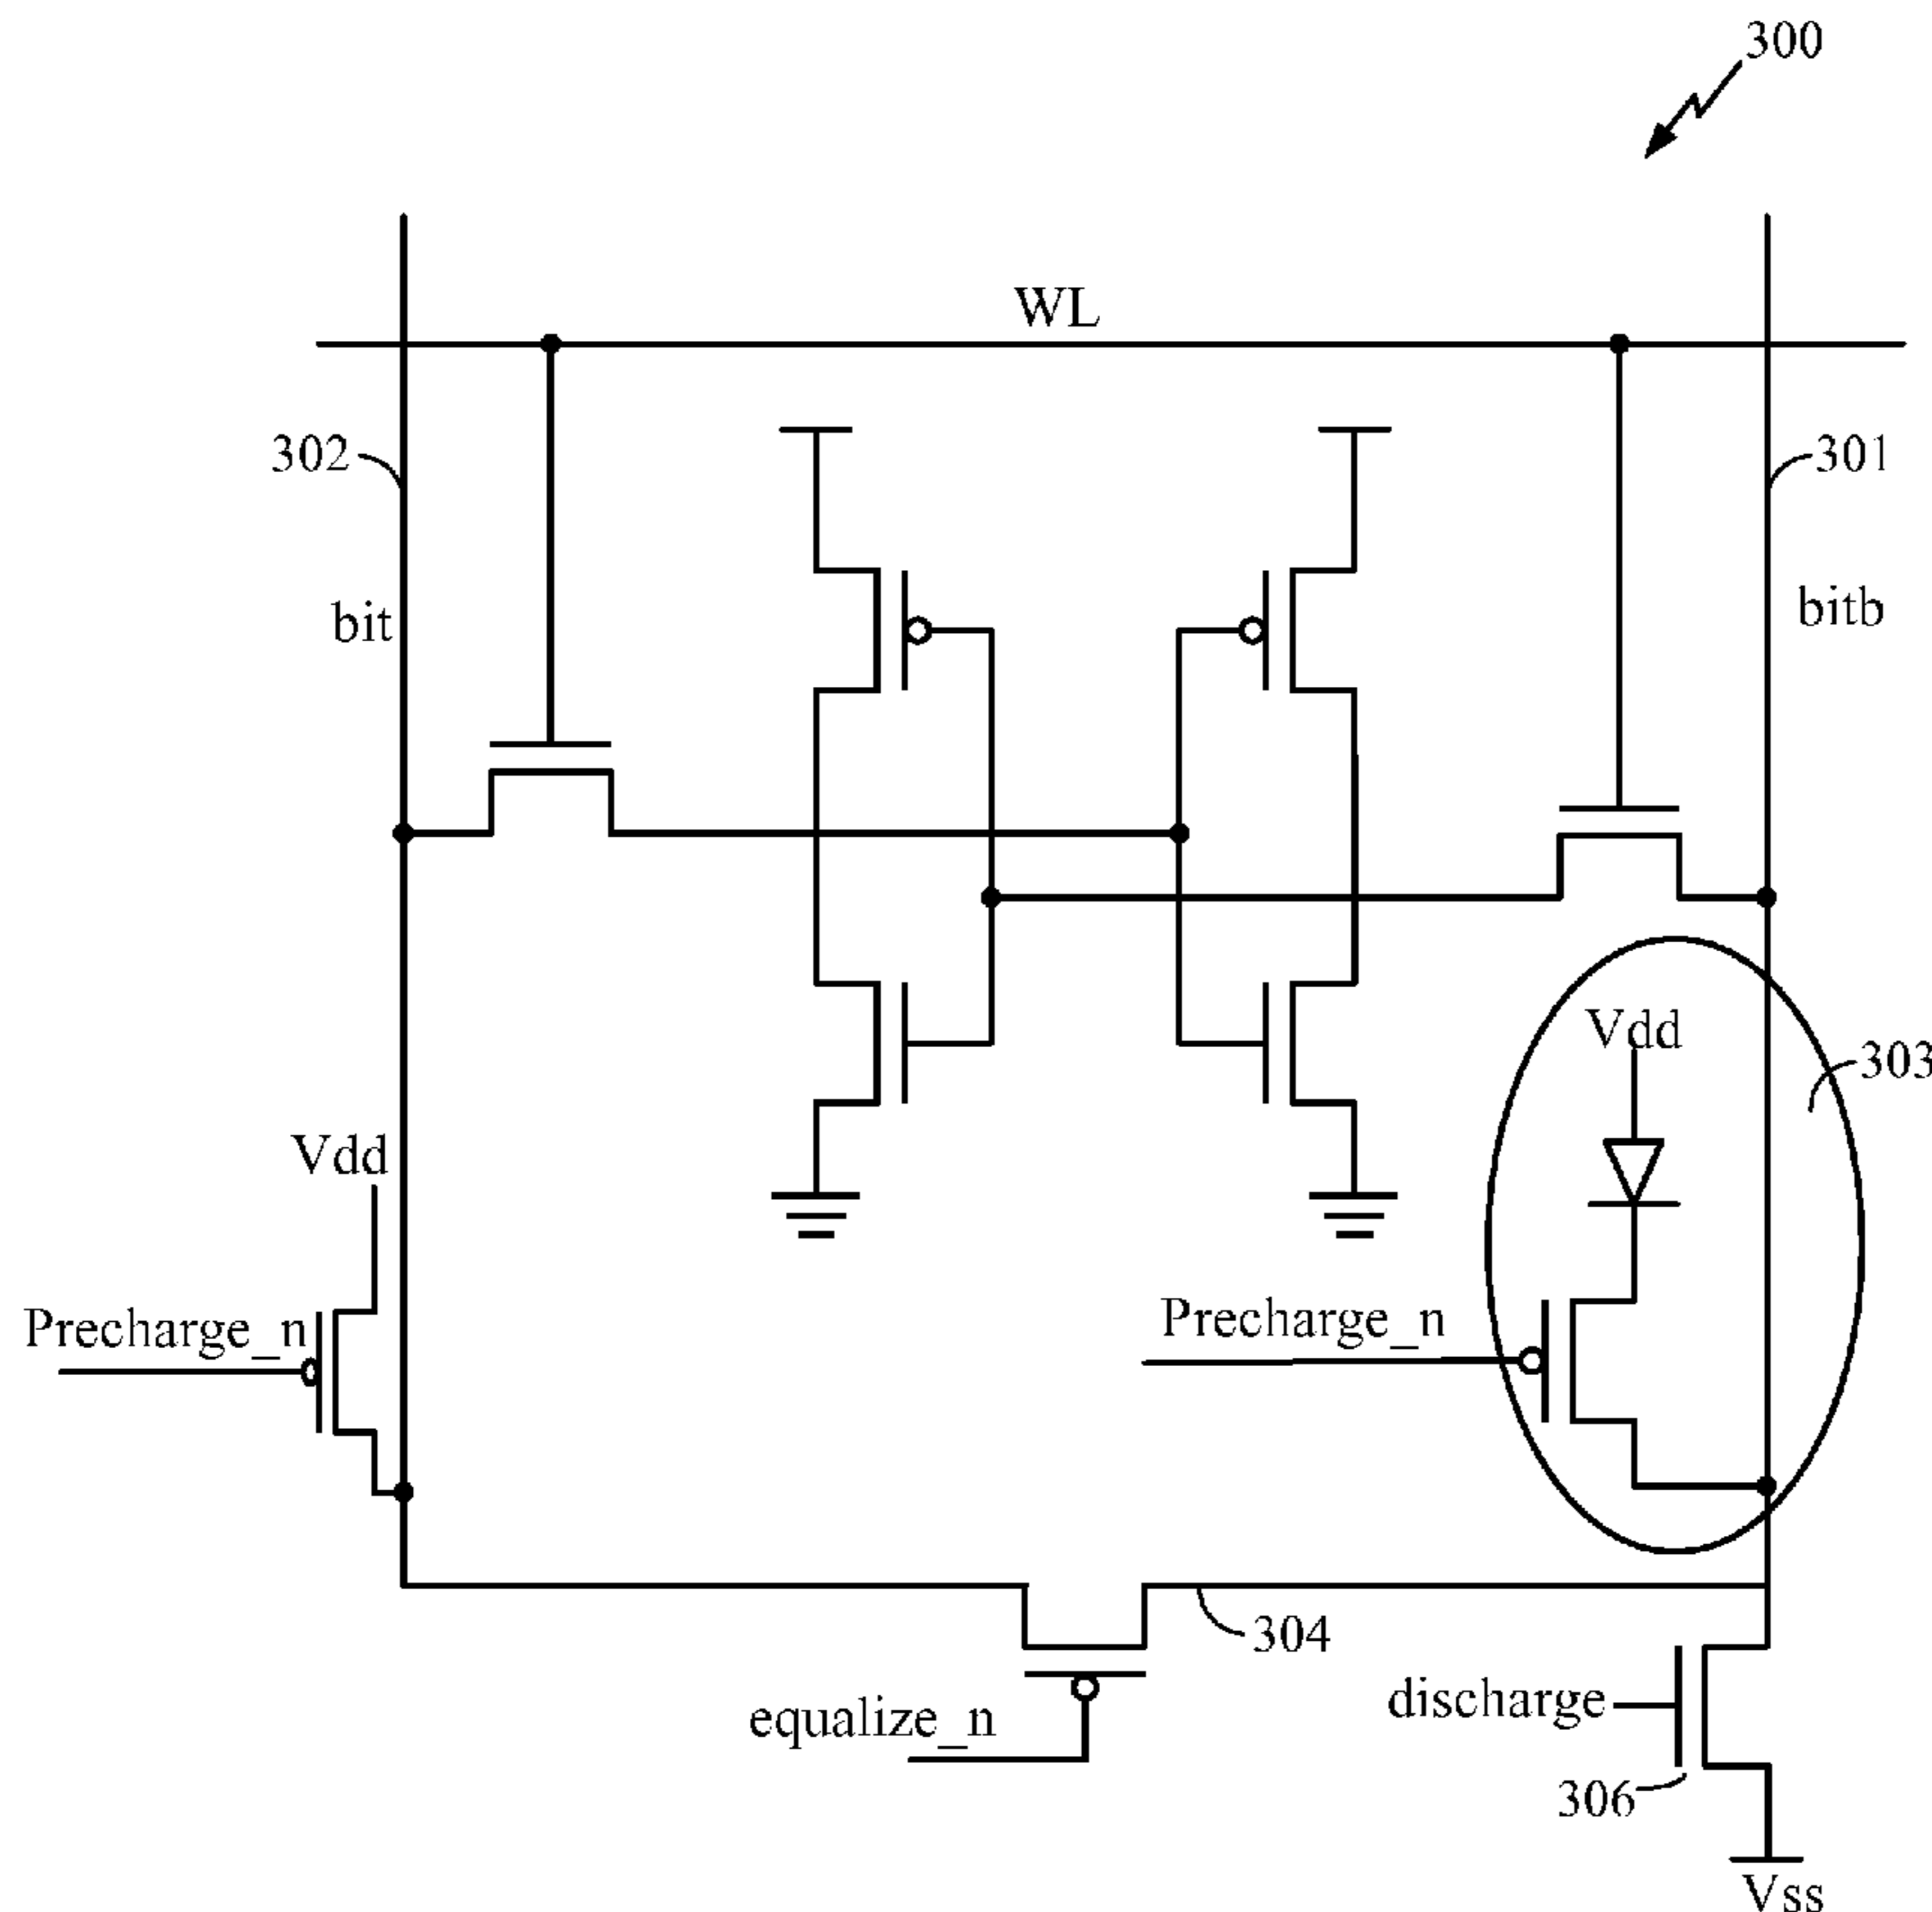 300
WL
302
301
bit
bitb
Vdd
303
Vdd
Precharge_n
Precharge_n
304
equalize_n
discharge
306
Vss